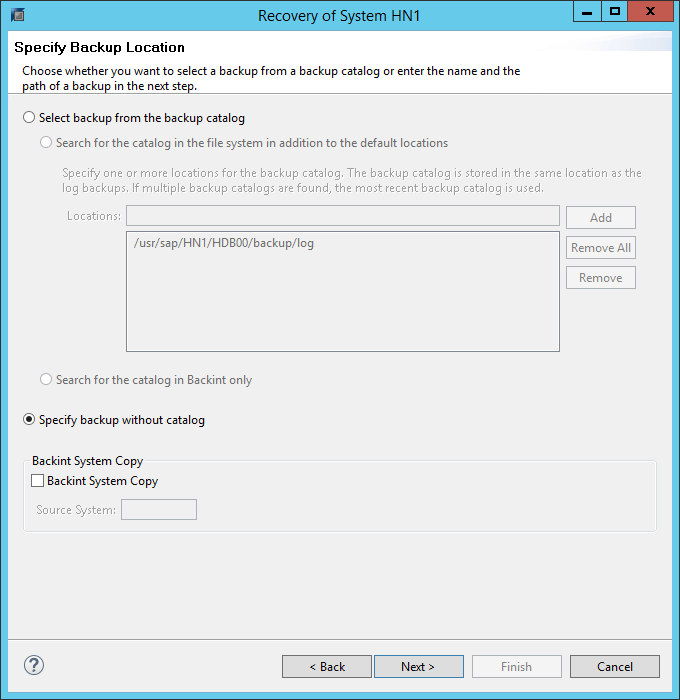 Recovery of System HN1
Specify Backup Location
Choose whether you want to select a backup from a backup catalog or enter the name and the
path of a backup in the next step.
Select backup from the backup catalog
Search for the catalog in the file system in addition to the default locations
Specify one or more locations for the backup catalog. The backup catalog is stored in the same location as the
log backups. If multiple backup catalogs are found, the most recent backup catalog is used.
Locations:
Add
/usr/sap/HN1/HDB00/backup/log
Remove All
Remove
Search for the catalog in Backint only
Specify backup without catalog
Backint System Copy
Backint System Copy
Source System:
?
< Back
Next >
Finish
Cancel